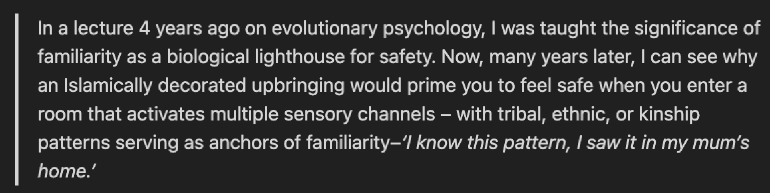 In a lecture 4 years ago on evolutionary psychology, I was taught the significance of
familiarity as a biological lighthouse for safety. Now, many years later, I can see why
an Islamically decorated upbringing would prime you to feel safe when you enter a
room that activates multiple sensory channels – with tribal, ethnic, or kinship
patterns serving as anchors of familiarity–‘I know this pattern, I saw it in my mum’s
home.’